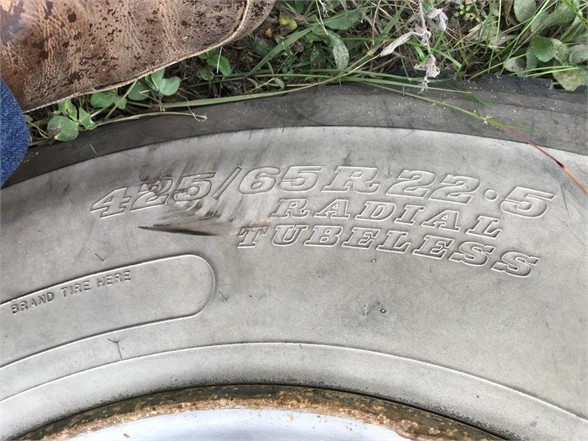 425/65R22.5
RADIAL
TUBELESS
BRAND TIRE HERE